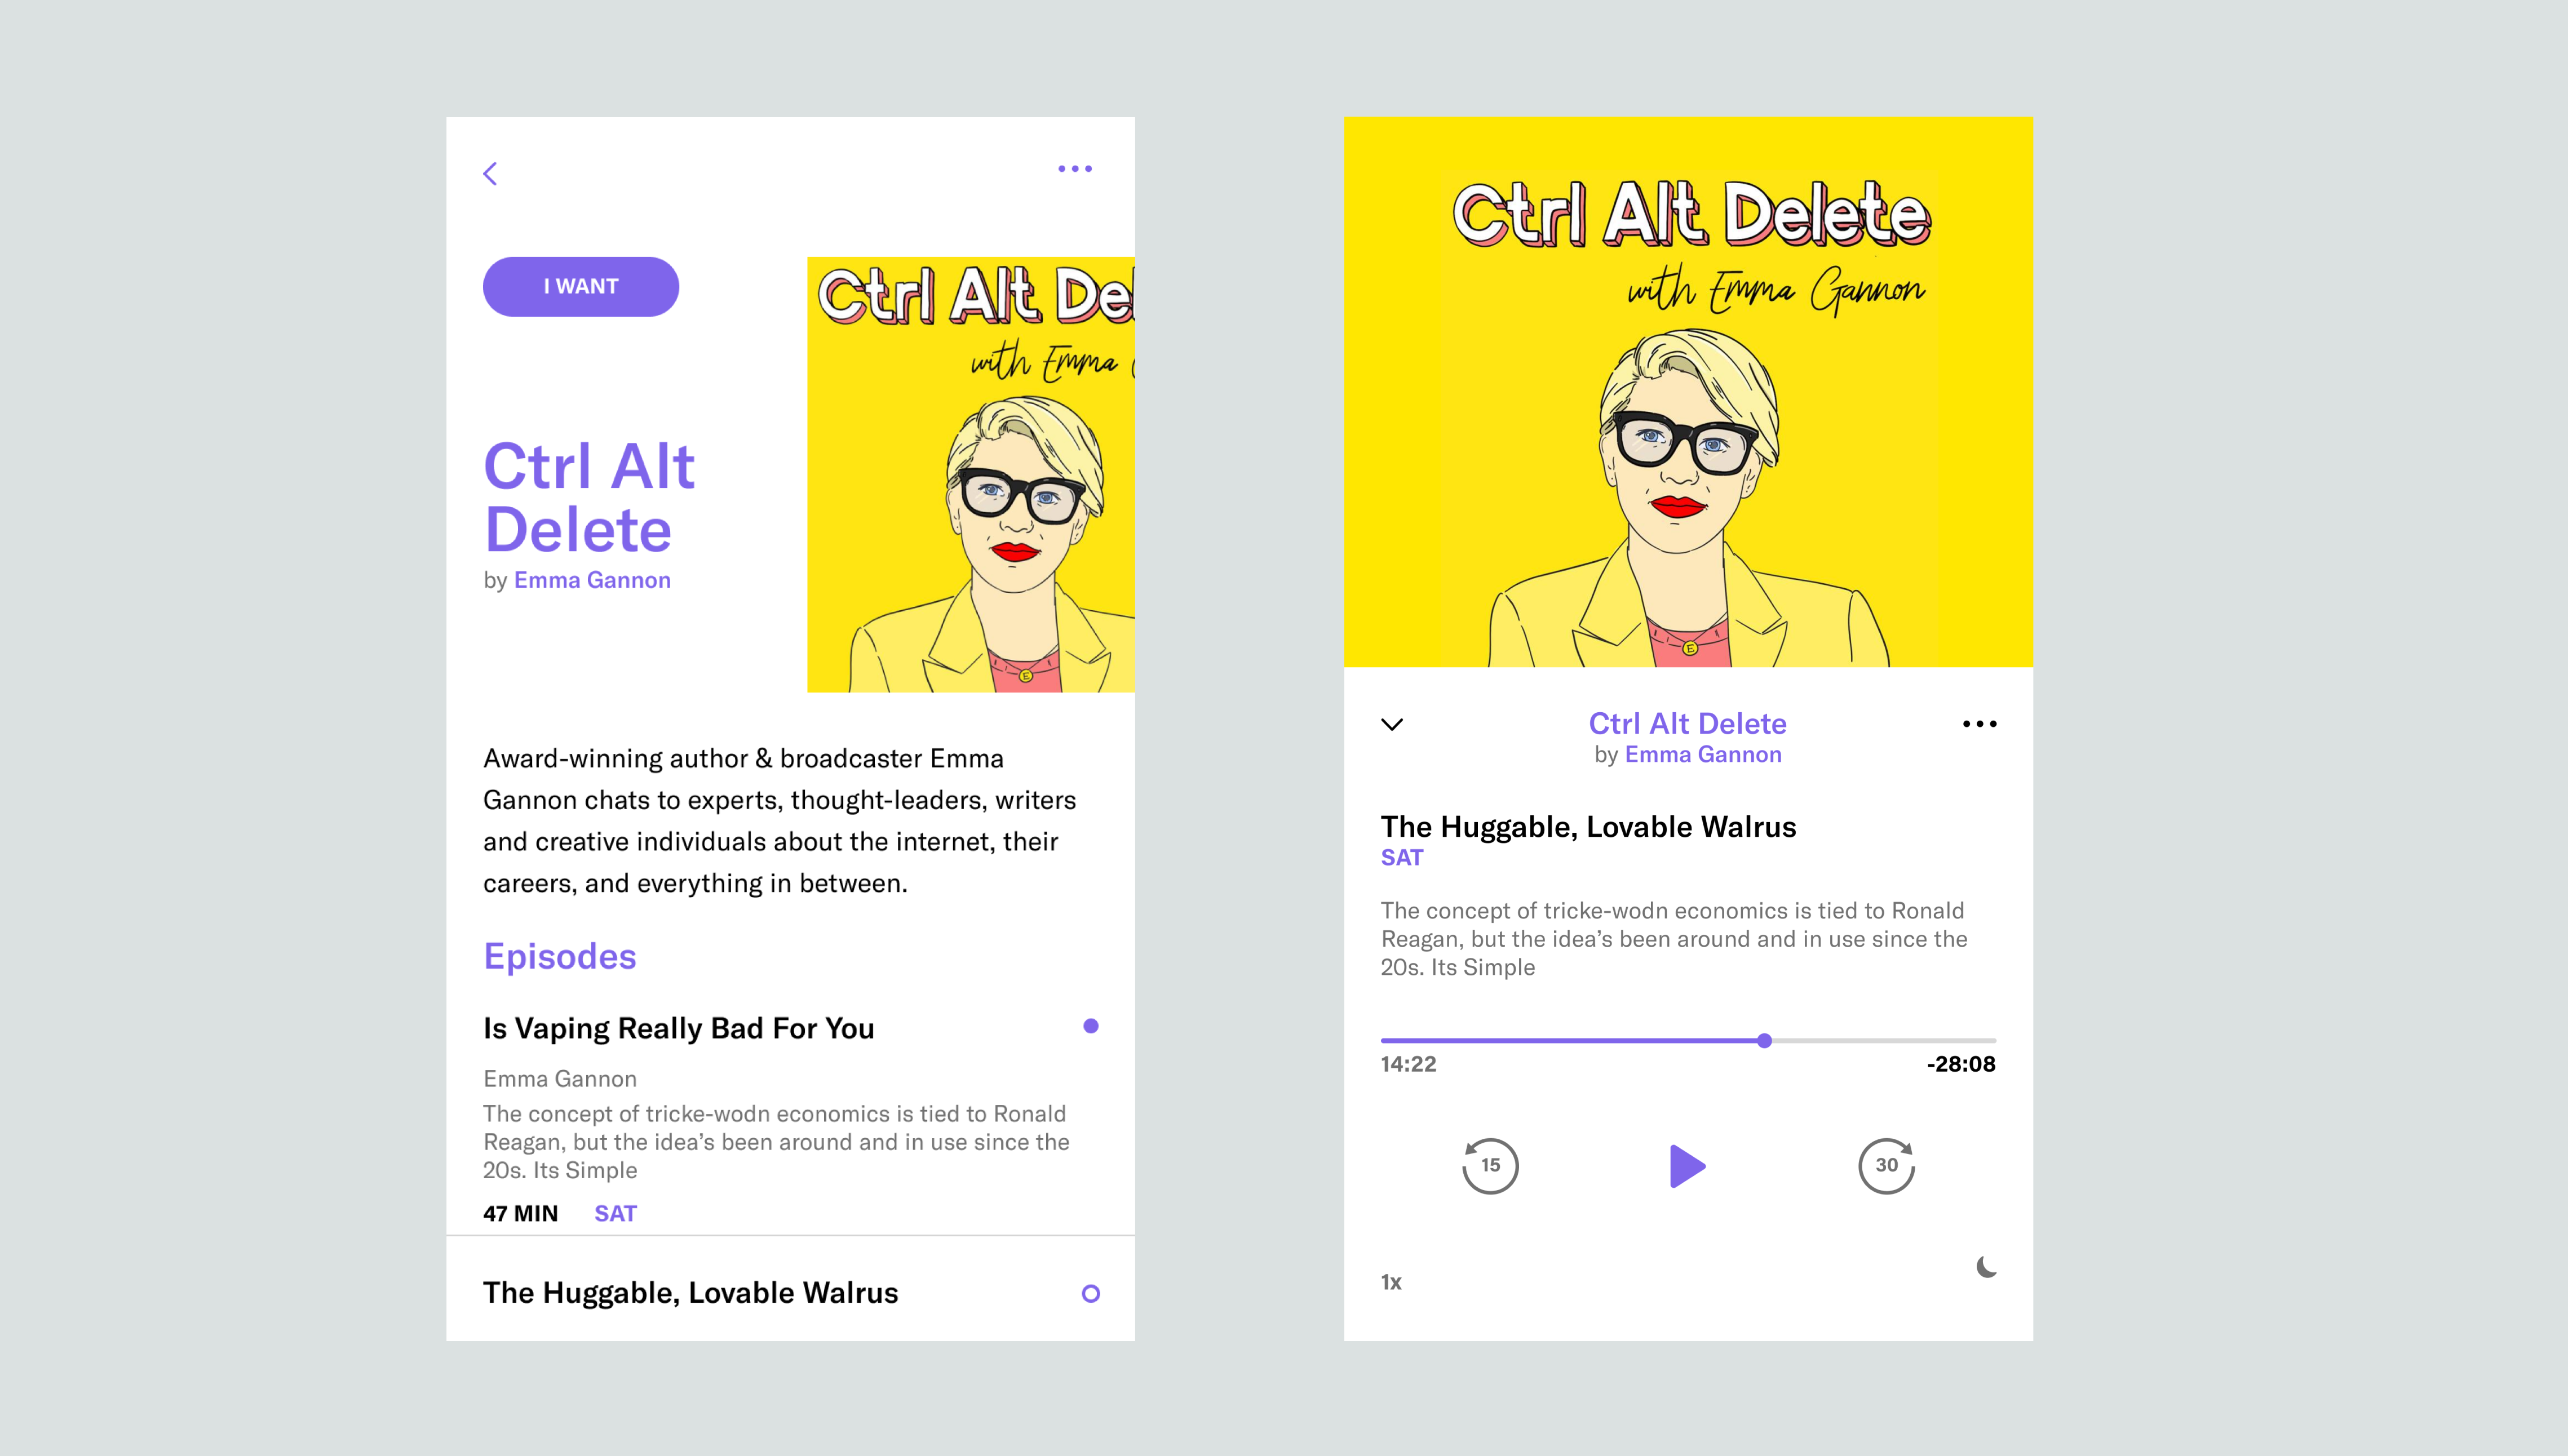 I WANT
Ctrl Alt De
with Emma
Ctrl Alt
Delete
by Emma Gannon
E
Award-winning author & broadcaster Emma
Gannon chats to experts, thought-leaders, writers
and creative individuals about the internet, their
careers, and everything in between.
Episodes
Is Vaping Really Bad For You
Emma Gannon
The concept of tricke-wodn economics is tied to Ronald
Reagan, but the idea’s been around and in use since the
20s. Its Simple
47 MIN SAT
The Huggable, Lovable Walrus
Ctrl Alt Delete
with Emma Gannon
E
Ctrl Alt Delete
by Emma Gannon
The Huggable, Lovable Walrus
SAT
The concept of tricke-wodn economics is tied to Ronald
Reagan, but the idea’s been around and in use since the
20s. Its Simple
14:22 -28:08
15 30
1x